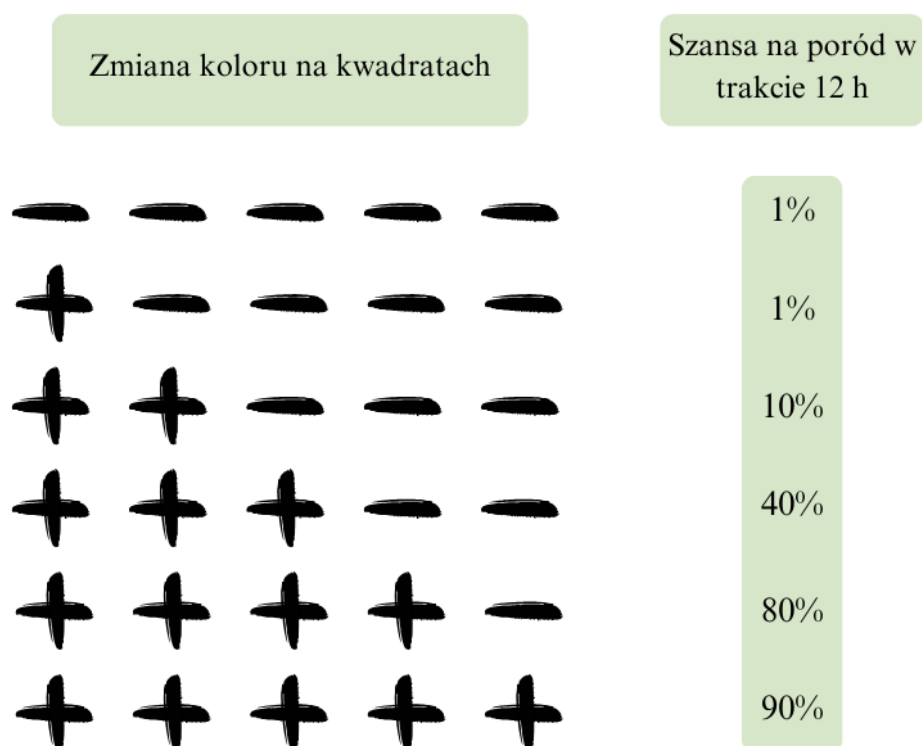 Zmiana koloru na kwadratach
Szansa na poród w
trakcie 12 h
1%
1%
10%
40%
80%
90%